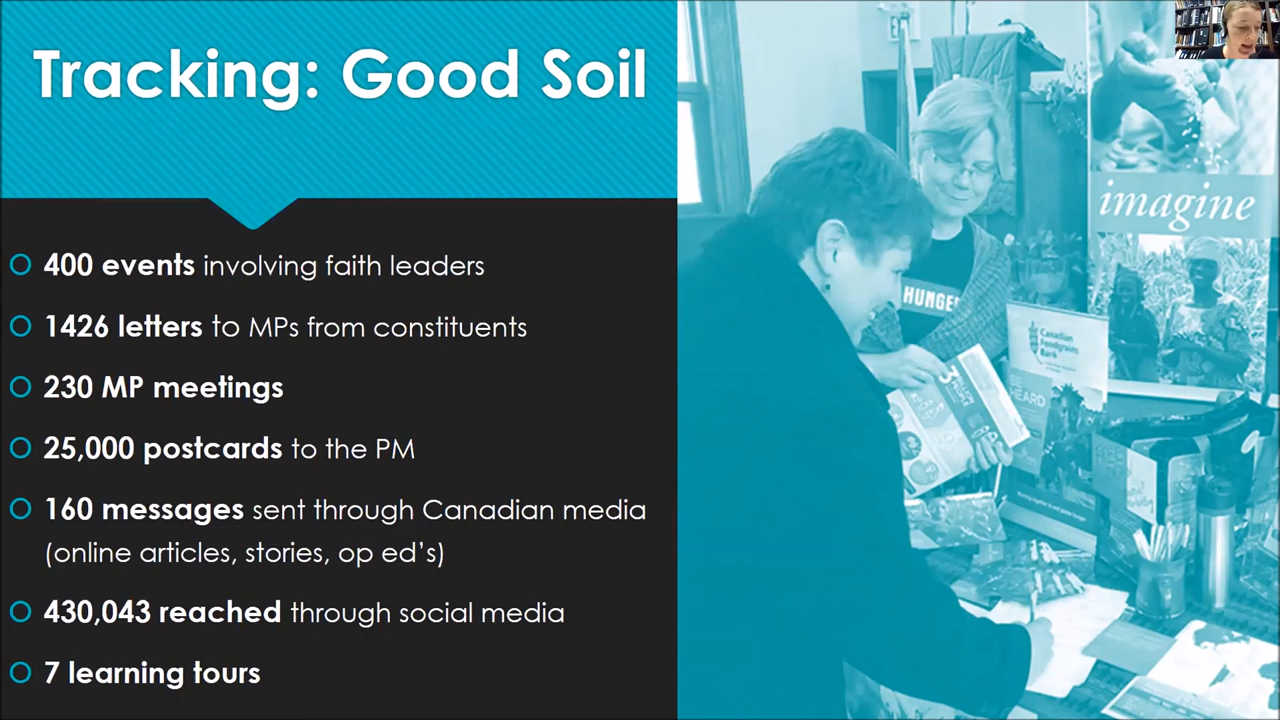 Tracking: Good Soil
400 events involving faith leaders
1426 letters to MPs from constituents
230 MP meetings
25,000 postcards to the PM
160 messages sent through Canadian media
(online articles, stories, op ed's)
430,043 reached through social media
7 learning tours
imagine
HUNGER
Canadian
Foodgrains
Bank
HEARD
3